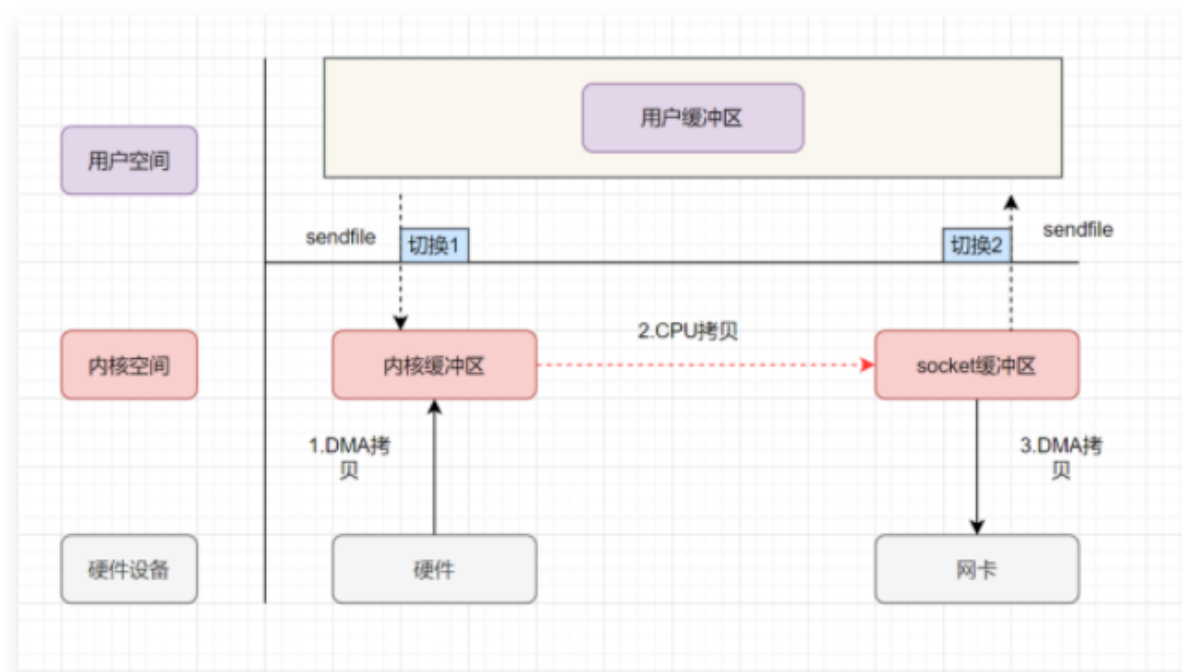 用户缓冲区
用户空间
sendfile
切换1
切换2
sendfile
2.CPU拷贝
内核空间
内核缓冲区
socket缓冲区
1.DMA拷
贝
3.DMA拷
贝
硬件设备
硬件
网卡